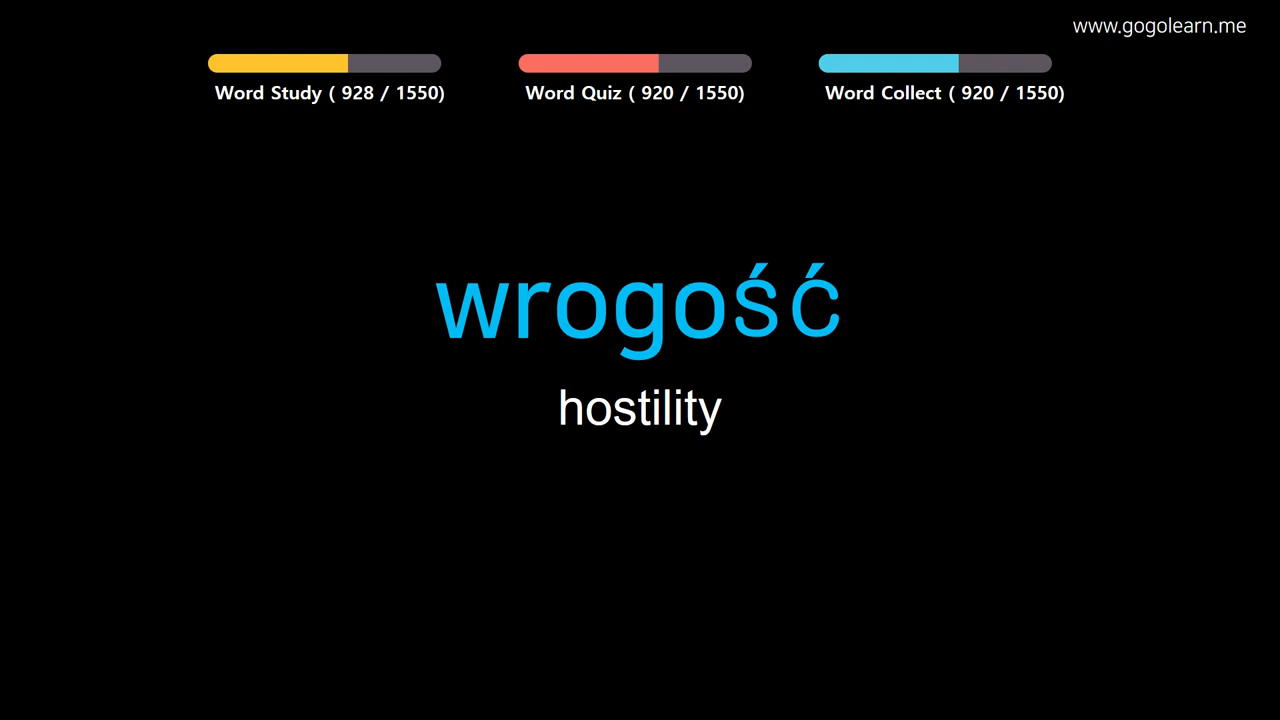 www.gogolearn.me
Word Study ( 928 / 1550)
Word Quiz ( 920 / 1550)
Word Collect ( 920 / 1550)
wrogość
hostility